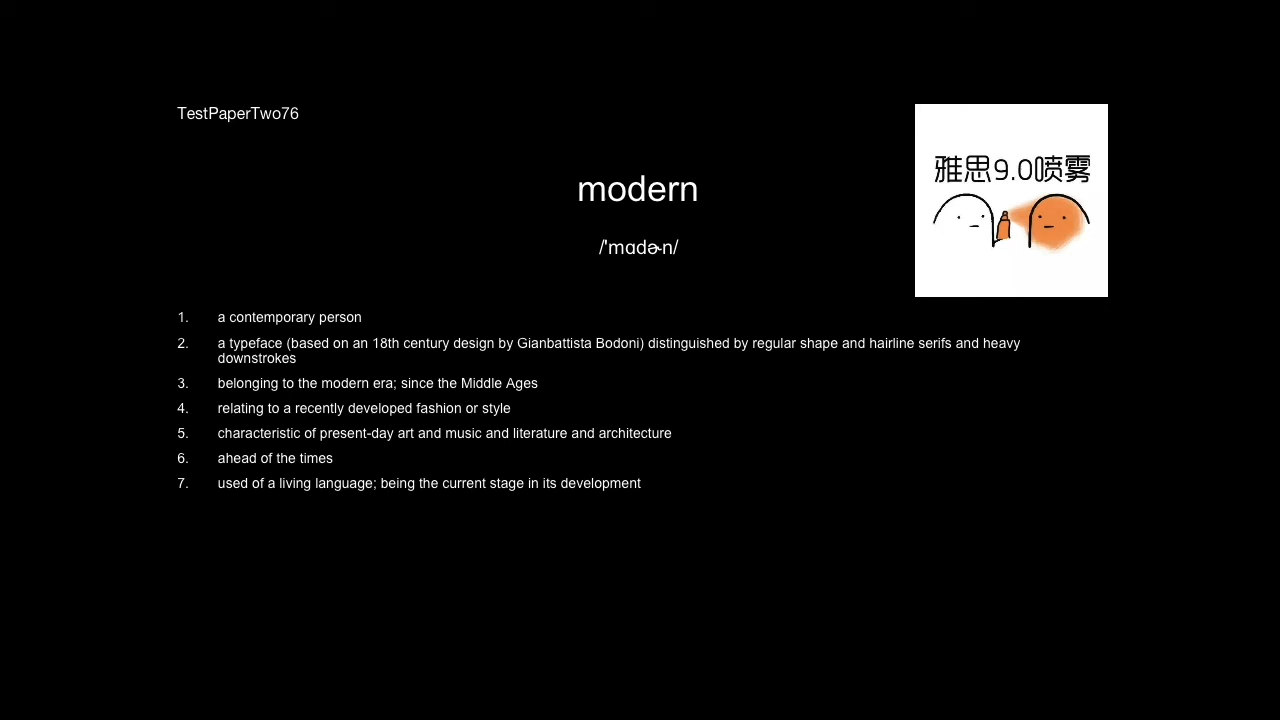 TestPaperTwo76
雅思9.0喷雾
modern
/'mɑdɚn/
1. a contemporary person
2. a typeface (based on an 18th century design by Gianbattista Bodoni) distinguished by regular shape and hairline serifs and heavy
downstrokes
3. belonging to the modern era; since the Middle Ages
4. relating to a recently developed fashion or style
5. characteristic of present-day art and music and literature and architecture
6. ahead of the times
7. used of a living language; being the current stage in its development